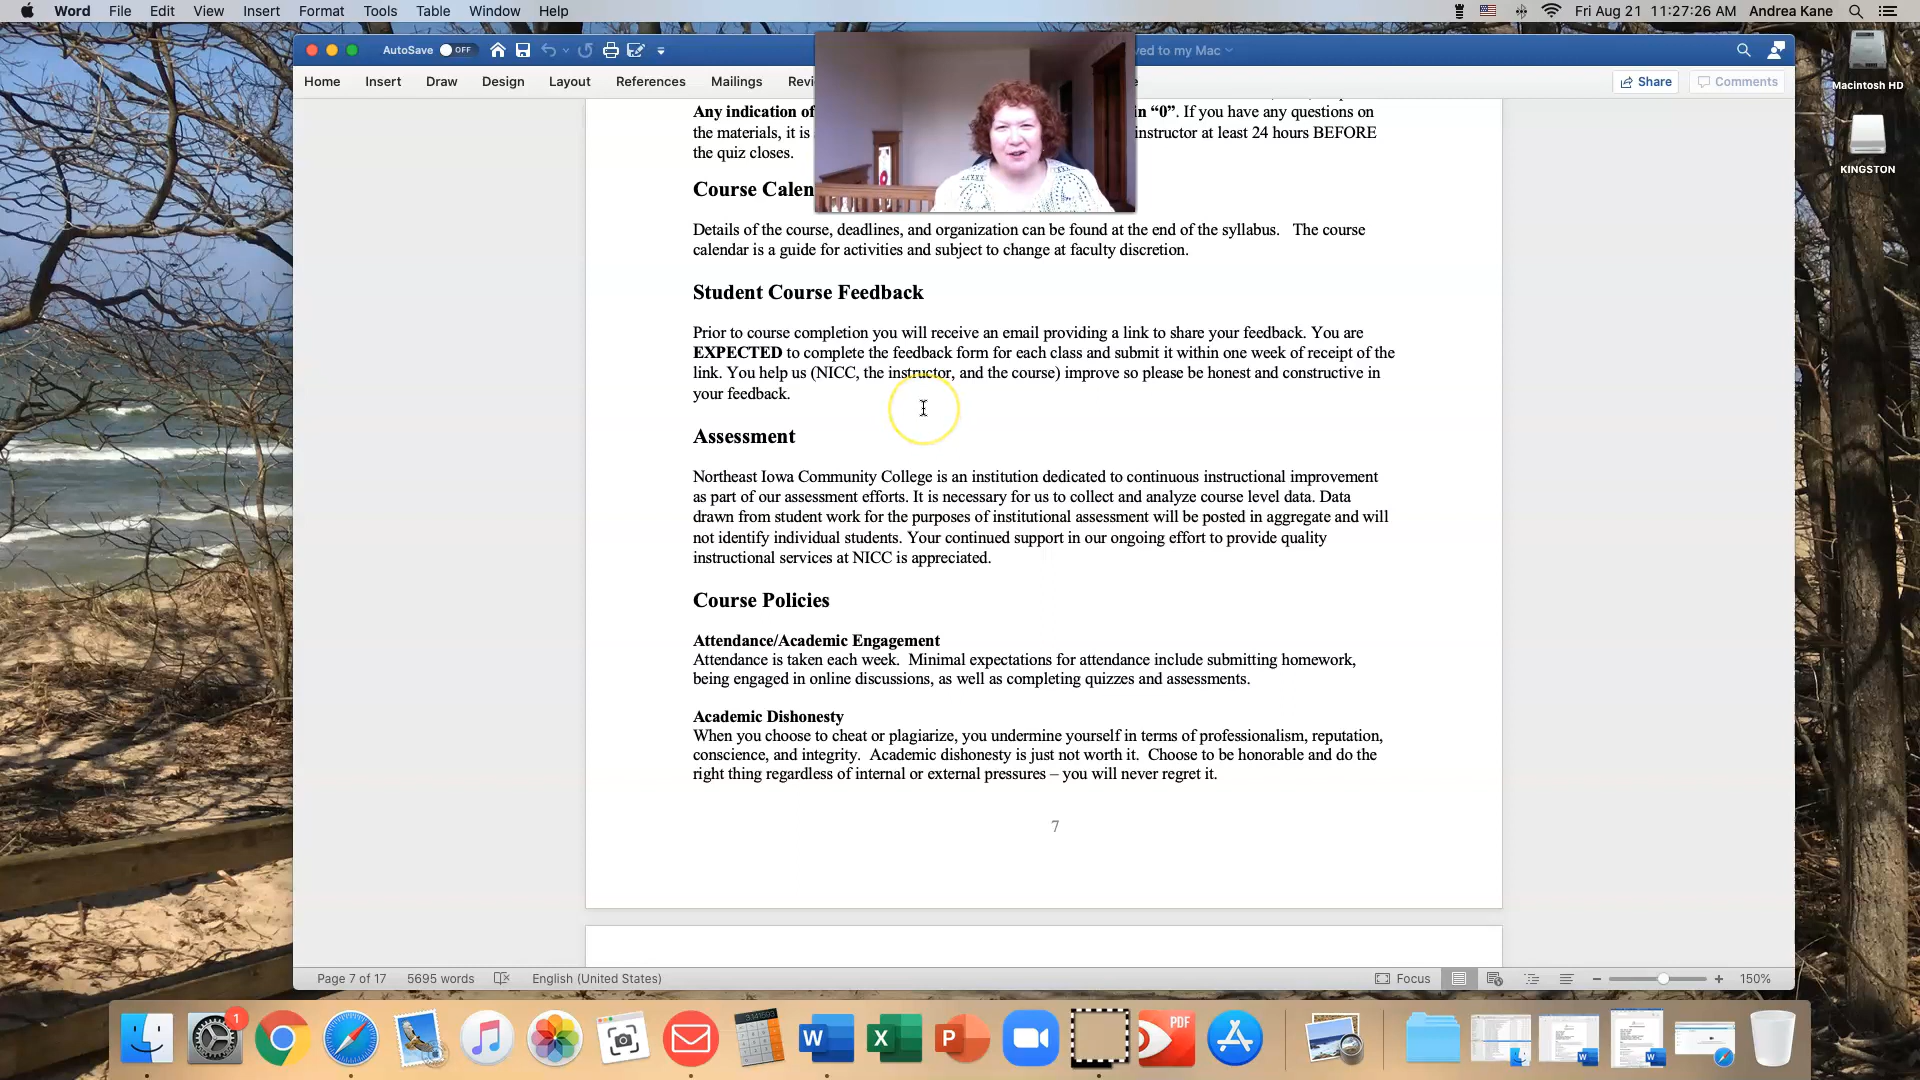 Word File Edit View Insert Format Tools Table Window Help Fri Aug 21 11:27:26 AM Andrea Kane
AutoSave OFF ved to my Mac
Home Insert Draw Design Layout References Mailings Revi Share Comments
Macintosh HD
KINGSTON
Any indication of in “0”. If you have any questions on
the materials, it is instructor at least 24 hours BEFORE
the quiz closes.
Course Calen
Details of the course, deadlines, and organization can be found at the end of the syllabus. The course
calendar is a guide for activities and subject to change at faculty discretion.
Student Course Feedback
Prior to course completion you will receive an email providing a link to share your feedback. You are
EXPECTED to complete the feedback form for each class and submit it within one week of receipt of the
link. You help us (NICC, the instructor, and the course) improve so please be honest and constructive in
your feedback.
Assessment
Northeast Iowa Community College is an institution dedicated to continuous instructional improvement
as part of our assessment efforts. It is necessary for us to collect and analyze course level data. Data
drawn from student work for the purposes of institutional assessment will be posted in aggregate and will
not identify individual students. Your continued support in our ongoing effort to provide quality
instructional services at NICC is appreciated.
Course Policies
Attendance/Academic Engagement
Attendance is taken each week. Minimal expectations for attendance include submitting homework,
being engaged in online discussions, as well as completing quizzes and assessments.
Academic Dishonesty
When you choose to cheat or plagiarize, you undermine yourself in terms of professionalism, reputation,
conscience, and integrity. Academic dishonesty is just not worth it. Choose to be honorable and do the
right thing regardless of internal or external pressures – you will never regret it.
7
Page 7 of 17 5695 words English (United States) Focus 150%
1
W X P PDF